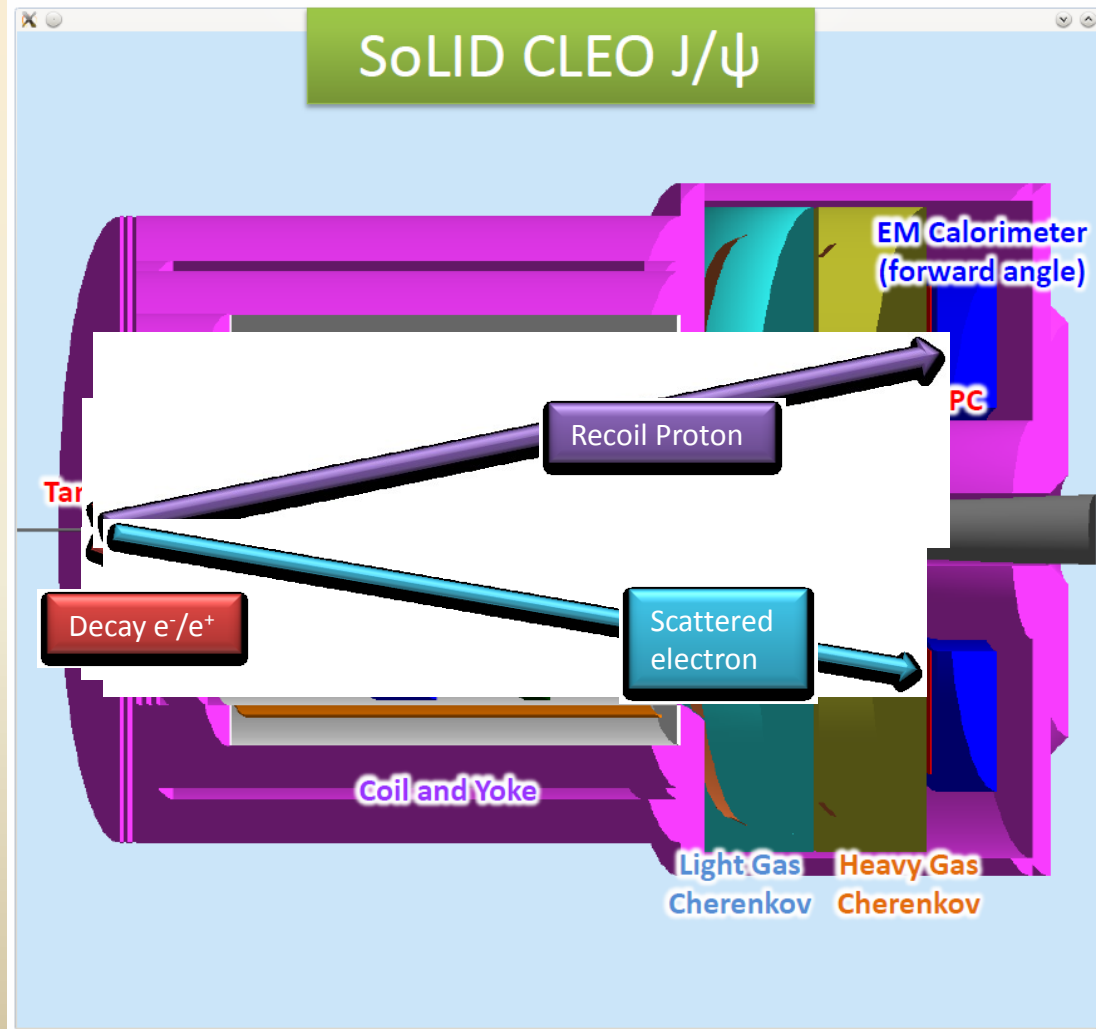 SoLID CLEO J/ψ
EM Calorimeter
(forward angle)
PC
Recoil Proton
Tar
Decay e⁻/e⁺
Scattered
electron
Coil and Yoke
Light Gas
Cherenkov
Heavy Gas
Cherenkov